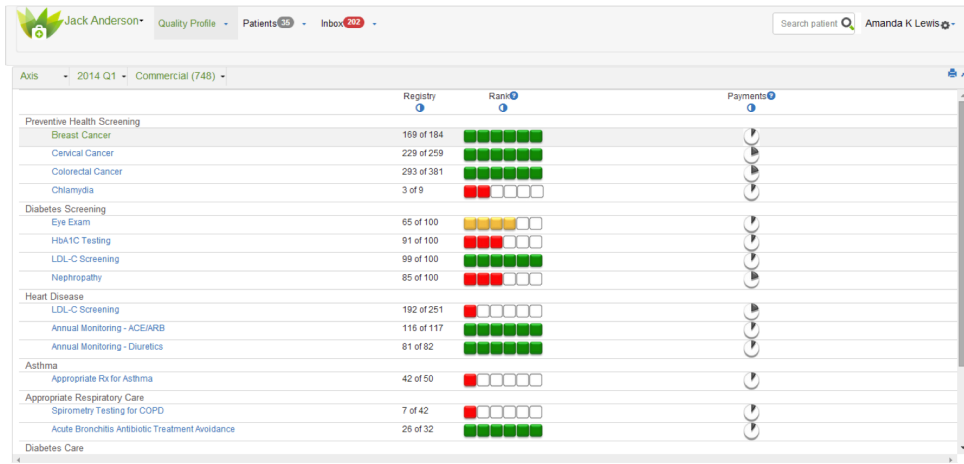 Jack Anderson Quality Profile Patients 35 Inbox 202 Search patient Amanda K Lewis
Axis 2014 Q1 Commercial (748)
Registry Rank ? Payments ?
Preventive Health Screening
Breast Cancer 169 of 184
Cervical Cancer 229 of 259
Colorectal Cancer 293 of 381
Chlamydia 3 of 9
Diabetes Screening
Eye Exam 65 of 100
HbA1C Testing 91 of 100
LDL-C Screening 99 of 100
Nephropathy 85 of 100
Heart Disease
LDL-C Screening 192 of 251
Annual Monitoring - ACE/ARB 116 of 117
Annual Monitoring - Diuretics 81 of 82
Asthma
Appropriate Rx for Asthma 42 of 50
Appropriate Respiratory Care
Spirometry Testing for COPD 7 of 42
Acute Bronchitis Antibiotic Treatment Avoidance 26 of 32
Diabetes Care